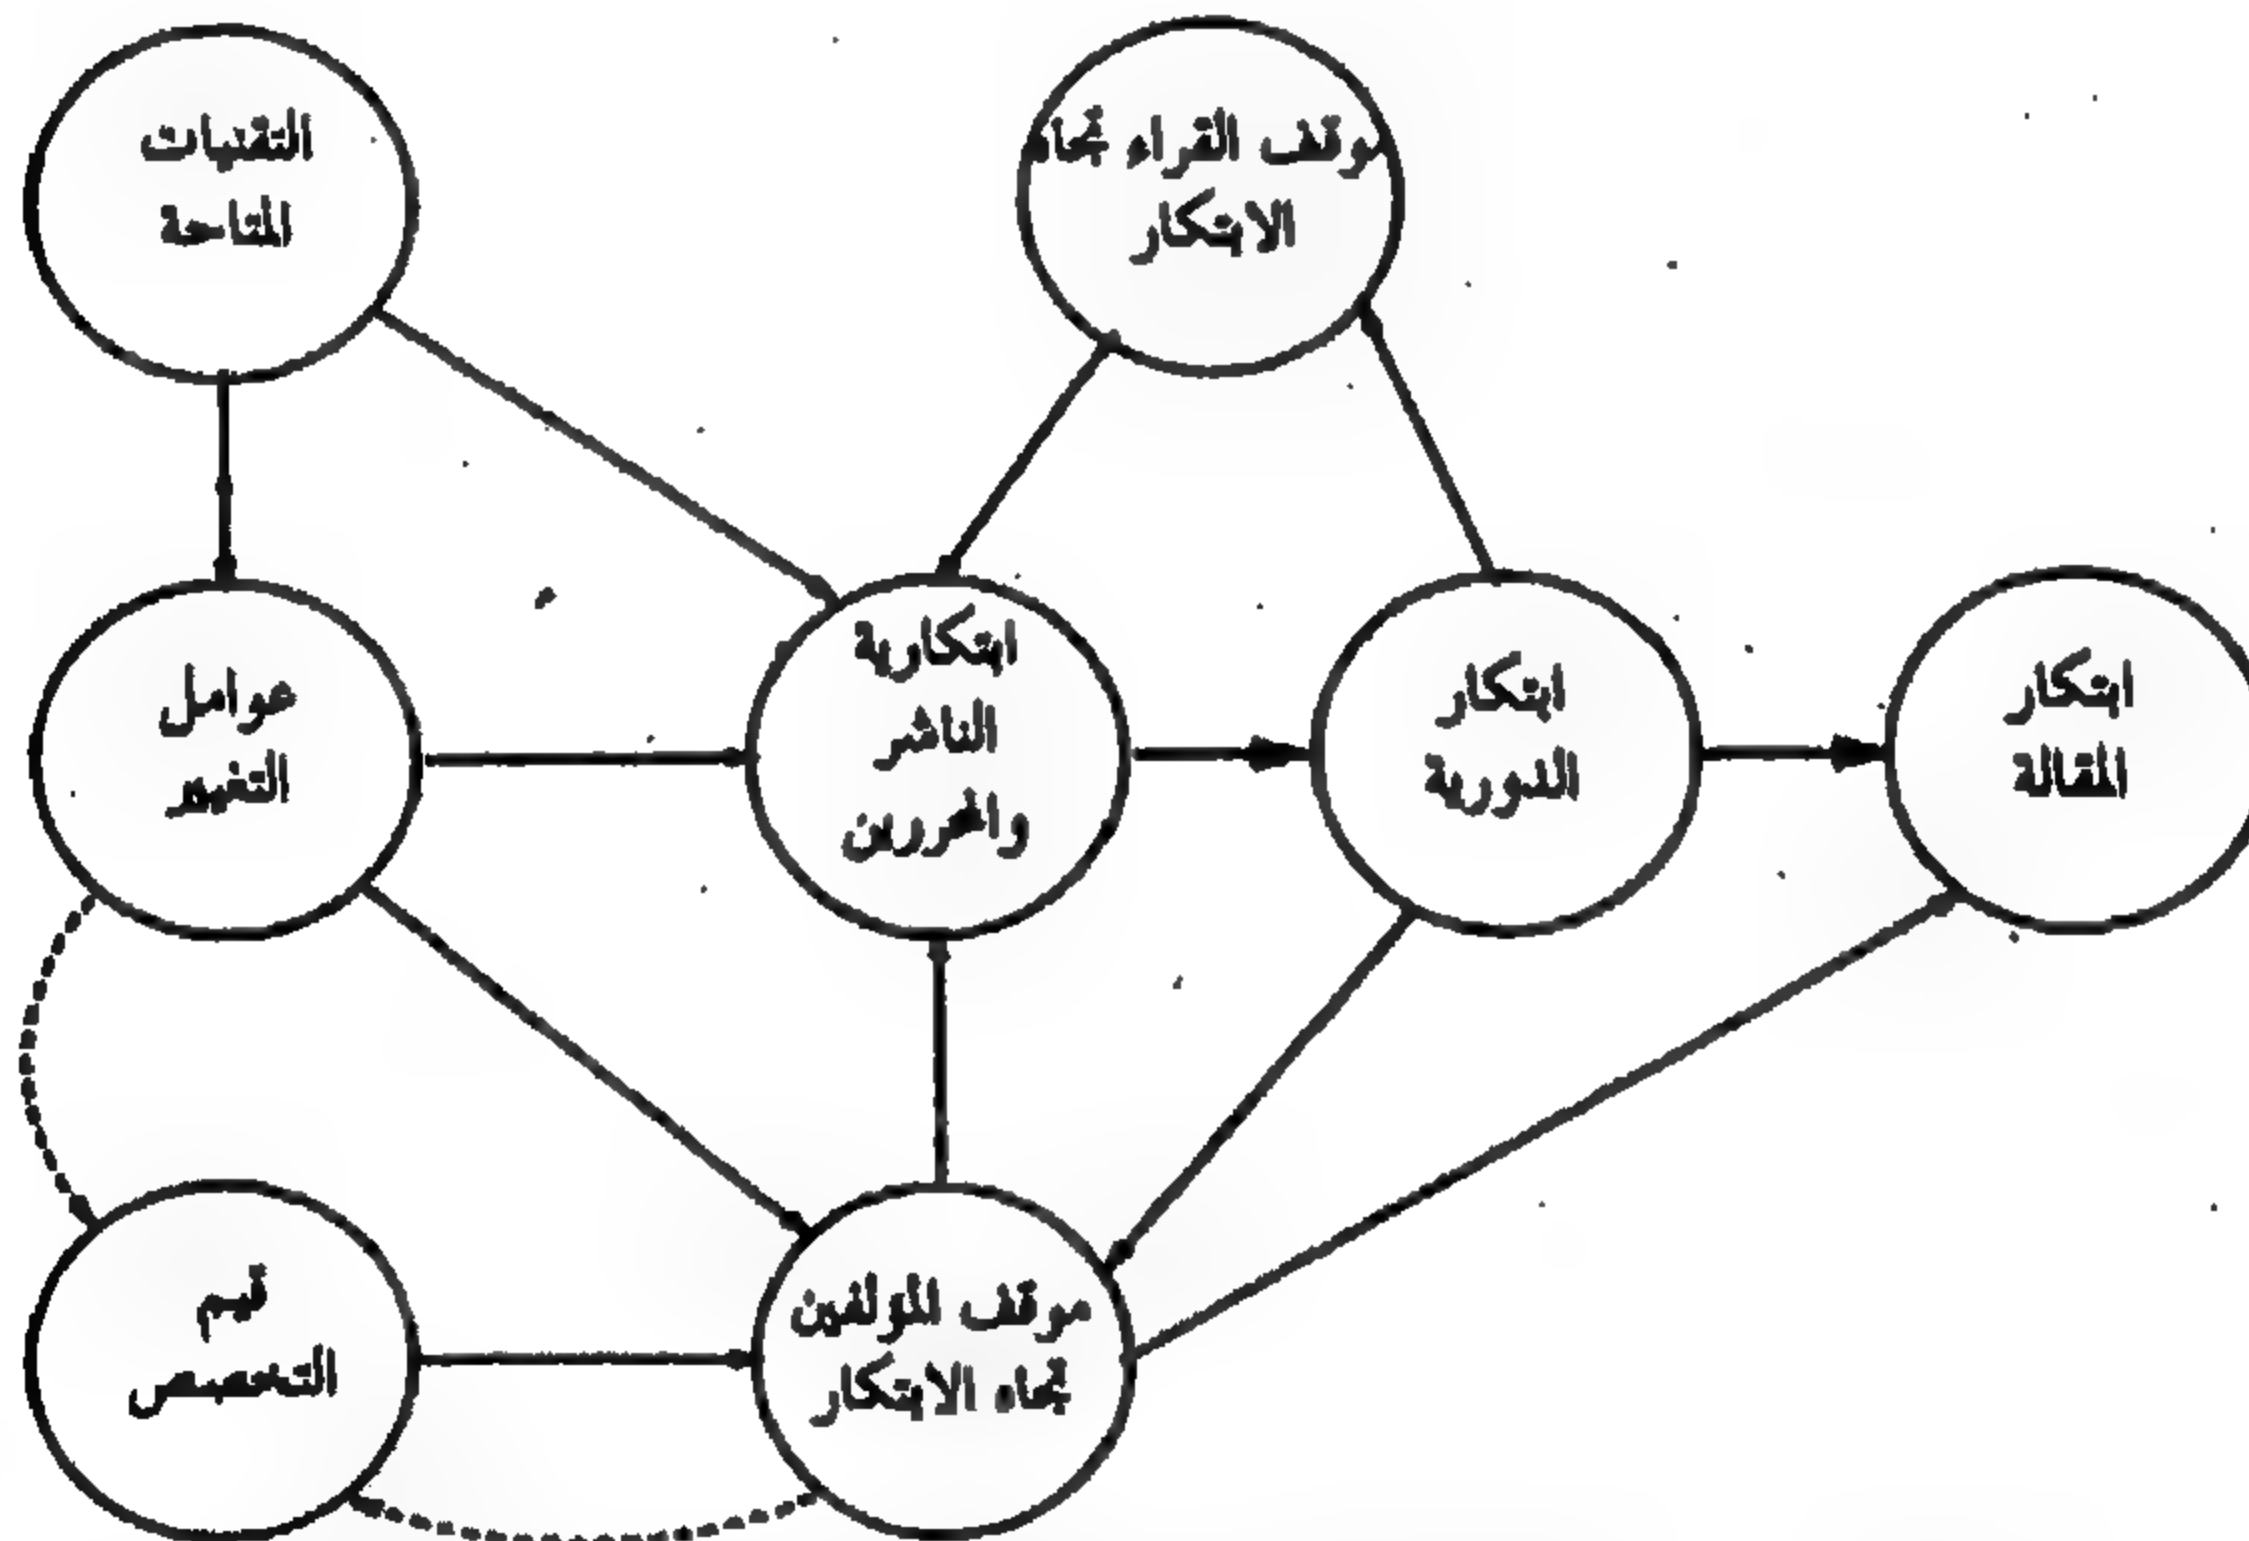 موقف القراء تجاه
الابتكار
التقنيات
المتاحة
ابتكار
المقالة
ابتكار
الدورية
ابتكارية
الناشر
والمحررين
عوامل
التغيير
موقف المؤلفين
تجاه الابتكار
قيم
التخصص